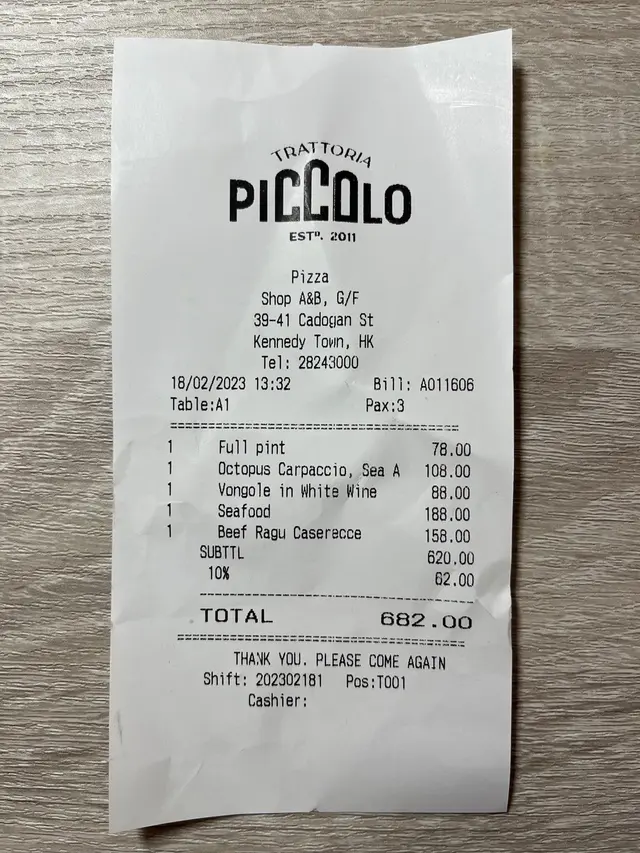 TRATTORIA
PICCOLO
ESTD. 2011
Pizza
Shop A&B, G/F
39-41 Cadogan St
Kennedy Town, HK
Tel: 28243000
18/02/2023 13:32 Bill: A011606
Table:A1 Pax:3
1 Full pint 78.00
1 Octopus Carpaccio, Sea A 108.00
1 Vongole in White Wine 88.00
1 Seafood 188.00
1 Beef Ragu Caserecce 158.00
SUBTTL 620.00
10% 62.00
TOTAL 682.00
THANK YOU. PLEASE COME AGAIN
Shift: 202302181 Pos:T001
Cashier: